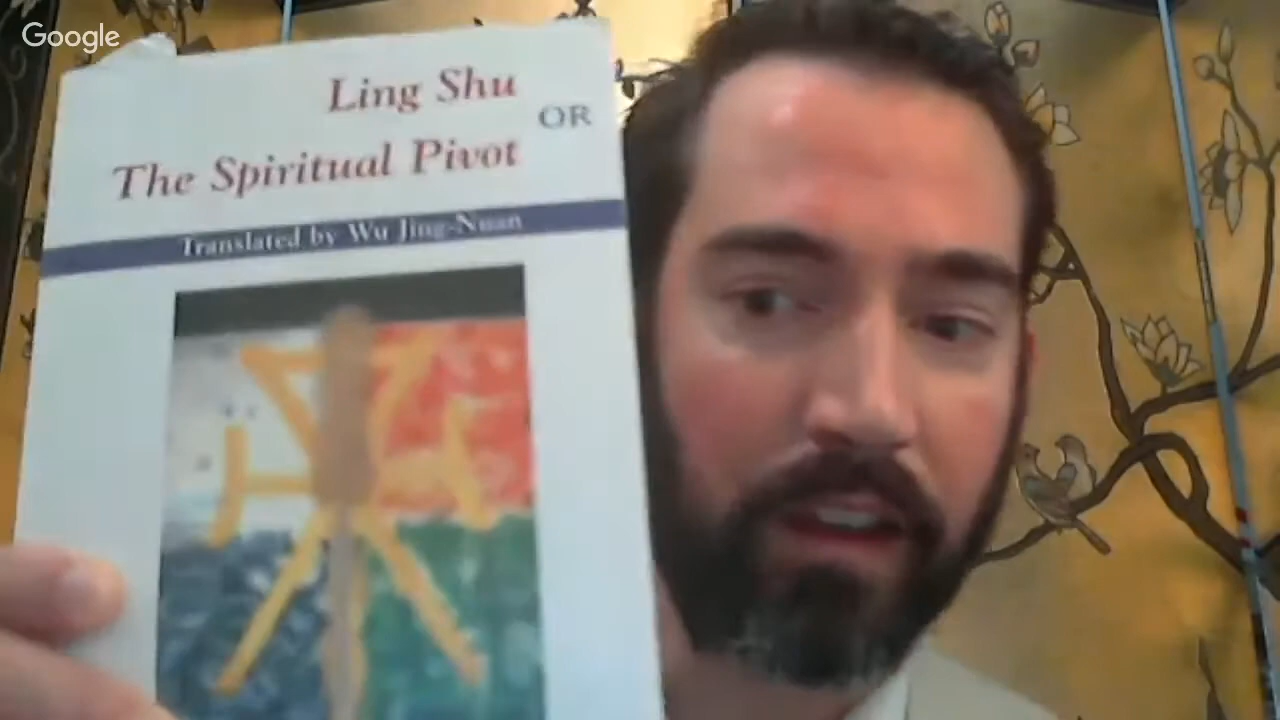 Google
Ling Shu
OR
The Spiritual Pivot
Translated by Wu Jing-Nuan